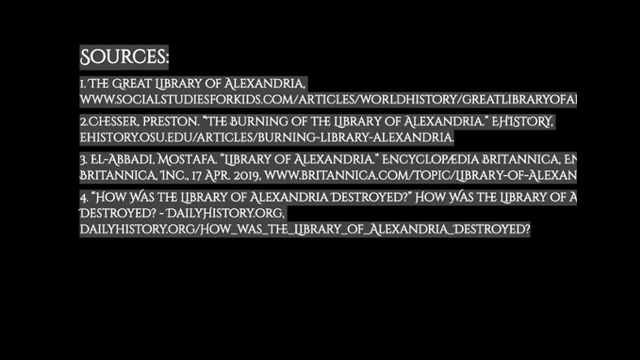 Sources:
1. The Great Library of Alexandria,
www.socialstudiesforkids.com/articles/worldhistory/greatlibraryofal
2.Chesser, Preston. “The Burning of the Library of Alexandria.” EHISTORY,
ehistory.osu.edu/articles/burning-library-alexandria.
3. El-Abbadi, Mostafa. “Library of Alexandria.” Encyclopædia Britannica, En
Britannica, Inc., 17 Apr. 2019, www.britannica.com/topic/Library-of-Alexan
4. “How Was the Library of Alexandria Destroyed?” How Was the Library of A
Destroyed? - DailyHistory.org,
dailyhistory.org/How_was_the_Library_of_Alexandria_Destroyed?